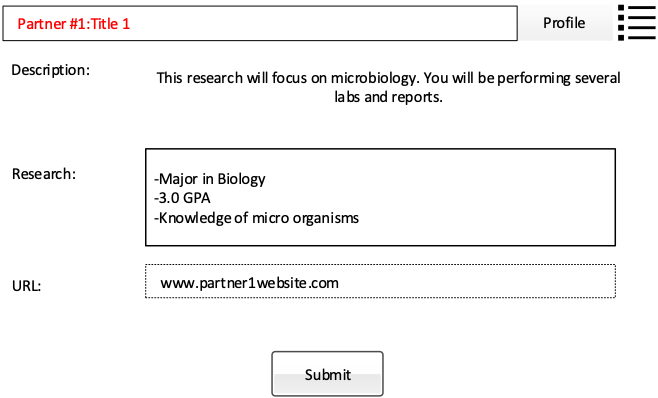 Partner #1:Title 1
Profile
Description:
This research will focus on microbiology. You will be performing several
labs and reports.
Research:
-Major in Biology
-3.0 GPA
-Knowledge of micro organisms
URL:
www.partner1website.com
Submit